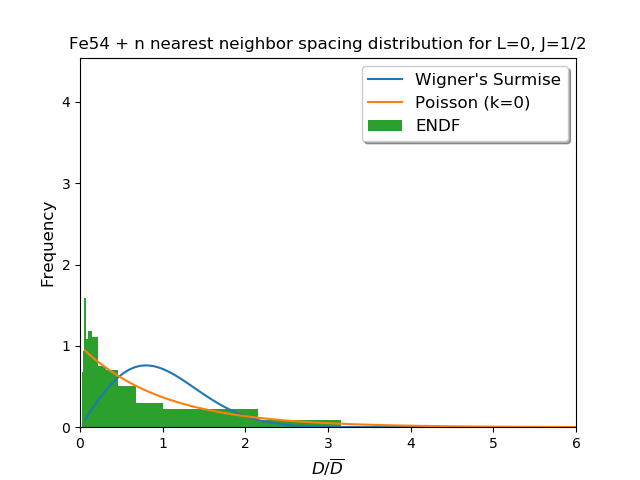 Fe54 + n nearest neighbor spacing distribution for L=0, J=1/2
Wigner's Surmise
Poisson (k=0)
ENDF
Frequency
4
3
2
1
0
0 1 2 3 4 5 6
D/D̅